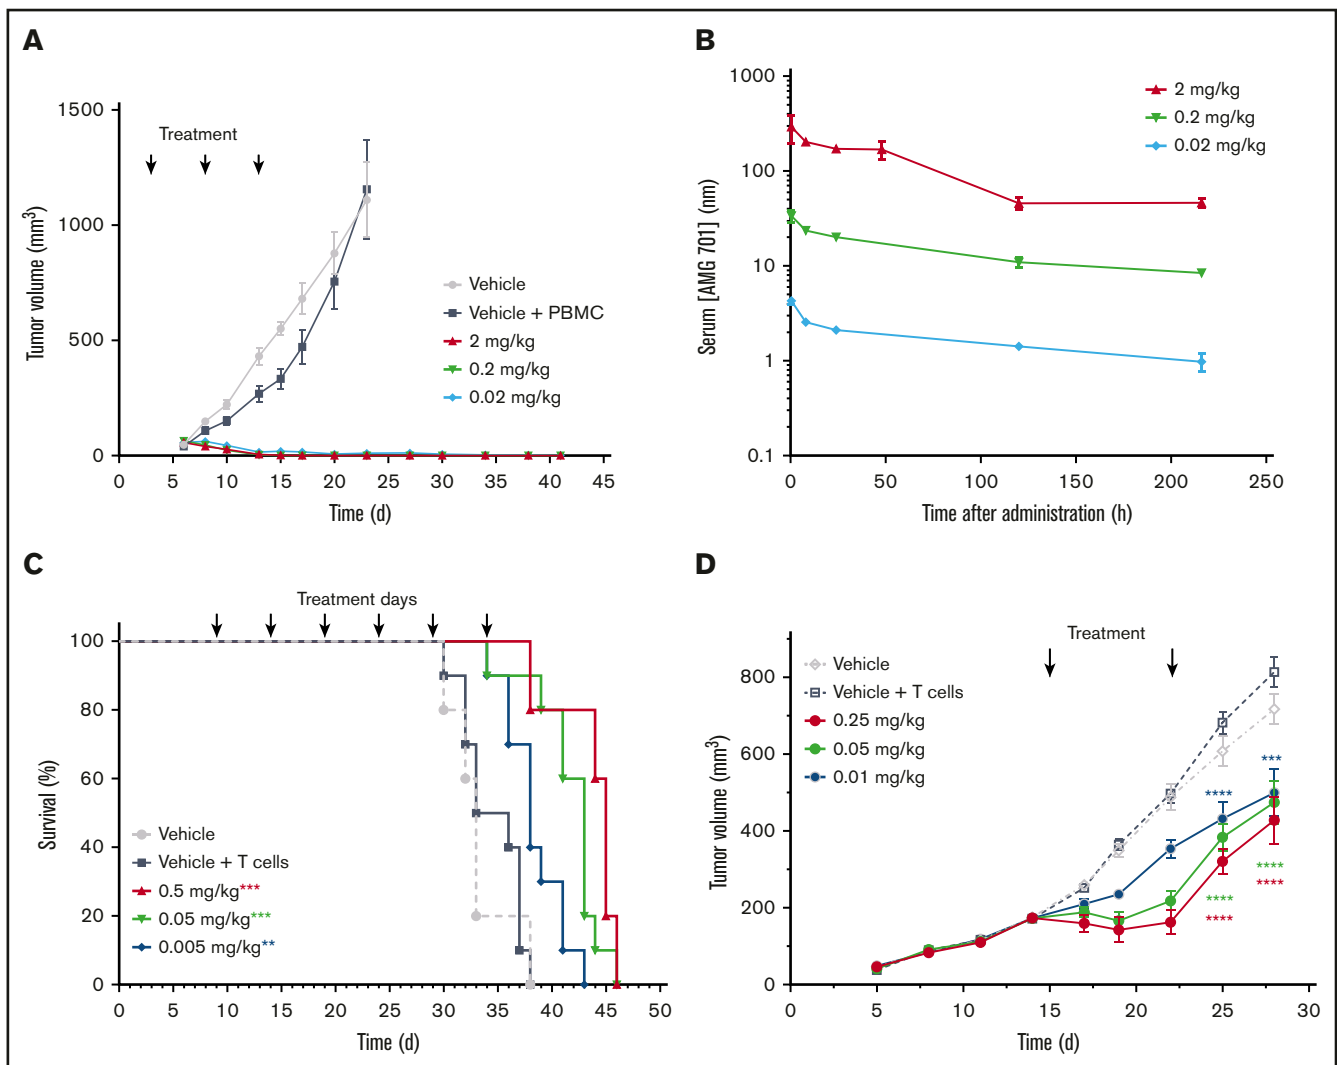 A
1500
1000
500
0
Tumor volume (mm³)
Treatment
Vehicle
Vehicle + PBMC
2 mg/kg
0.2 mg/kg
0.02 mg/kg
0 5 10 15 20 25 30 35 40 45
Time (d)
B
1000
100
10
1
0.1
Serum [AMG 701] (nm)
2 mg/kg
0.2 mg/kg
0.02 mg/kg
0 50 100 150 200 250
Time after administration (h)
C
Treatment days
100
80
60
40
20
0
Survival (%)
Vehicle
Vehicle + T cells
0.5 mg/kg***
0.05 mg/kg***
0.005 mg/kg**
0 5 10 15 20 25 30 35 40 45 50
Time (d)
D
Treatment
800
600
400
200
0
Tumor volume (mm³)
Vehicle
Vehicle + T cells
0.25 mg/kg
0.05 mg/kg
0.01 mg/kg
***
****
****
****
****
****
0 5 10 15 20 25 30
Time (d)